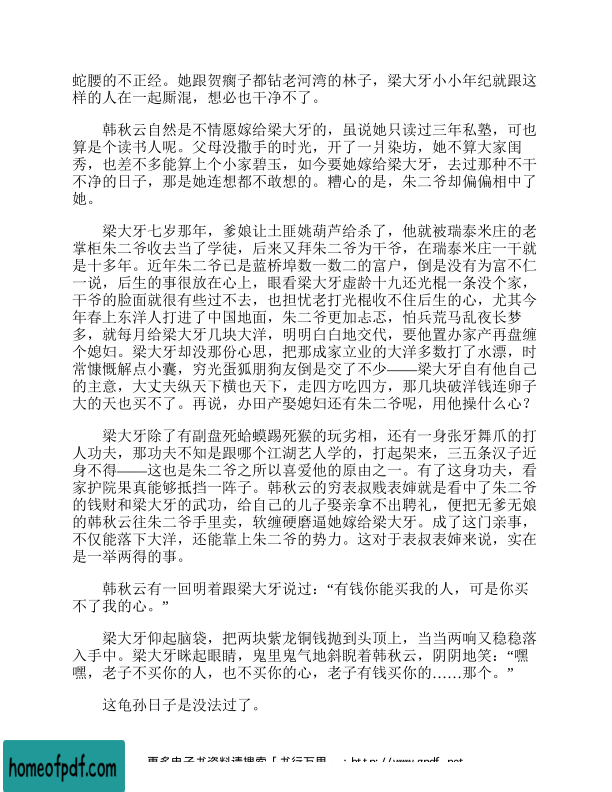 蛇腰的不正经。她跟贺瘸子都钻老河湾的林子，梁大牙小小年纪就跟这
样的人在一起厮混，想必也干净不了。
韩秋云自然是不情愿嫁给梁大牙的，虽说她只读过三年私塾，可也
算是个读书人呢。父母没撒手的时光，开了一爿染坊，她不算大家闺
秀，也差不多能算上个小家碧玉，如今要她嫁给梁大牙，去过那种不干
不净的日子，那是她连想都不敢想的。糟心的是，朱二爷却偏偏相中了
她。
梁大牙七岁那年，爹娘让土匪姚葫芦给杀了，他就被瑞泰米庄的老
掌柜朱二爷收去当了学徒，后来又拜朱二爷为干爷，在瑞泰米庄一干就
是十多年。近年朱二爷已是蓝桥埠数一数二的富户，倒是没有为富不仁
一说，后生的事很放在心上，眼看梁大牙虚龄十九还光棍一条没个家，
干爷的脸面就很有些过不去，也担忧老打光棍收不住后生的心，尤其今
年春上东洋人打进了中国地面，朱二爷更加忐忑，怕兵荒马乱夜长梦
多，就每月给梁大牙几块大洋，明明白白地交代，要他置办家产再盘缠
个媳妇。梁大牙却没那份心思，把那成家立业的大洋多数打了水漂，时
常慷慨解点小囊，穷光蛋狐朋狗友倒是交了不少——梁大牙自有他自己
的主意，大丈夫纵天下横也天下，走四方吃四方，那几块破洋钱连卵子
大的天也买不了。再说，办田产娶媳妇还有朱二爷呢，用他操什么心？
梁大牙除了有副盘死蛤蟆踢死猴的玩劣相，还有一身张牙舞爪的打
人功夫，那功夫不知是跟哪个江湖艺人学的，打起架来，三五条汉子近
身不得——这也是朱二爷之所以喜爱他的原由之一。有了这身功夫，看
家护院果真能够抵挡一阵子。韩秋云的穷表叔贱表婶就是看中了朱二爷
的钱财和梁大牙的武功，给自己的儿子娶亲拿不出聘礼，便把无爹无娘
的韩秋云往朱二爷手里卖，软缠硬磨逼她嫁给梁大牙。成了这门亲事，
不仅能落下大洋，还能靠上朱二爷的势力。这对于表叔表婶来说，实在
是一举两得的事。
韩秋云有一回明着跟梁大牙说过：“有钱你能买我的人，可是你买
不了我的心。”
梁大牙仰起脑袋，把两块紫龙铜钱抛到头顶上，当当两响又稳稳落
入手中。梁大牙眯起眼睛，鬼里鬼气地斜睨着韩秋云，阴阴地笑：“嘿
嘿，老子不买你的人，也不买你的心，老子有钱买你的……那个。”
这龟孙日子是没法过了。
homeofpdf.com